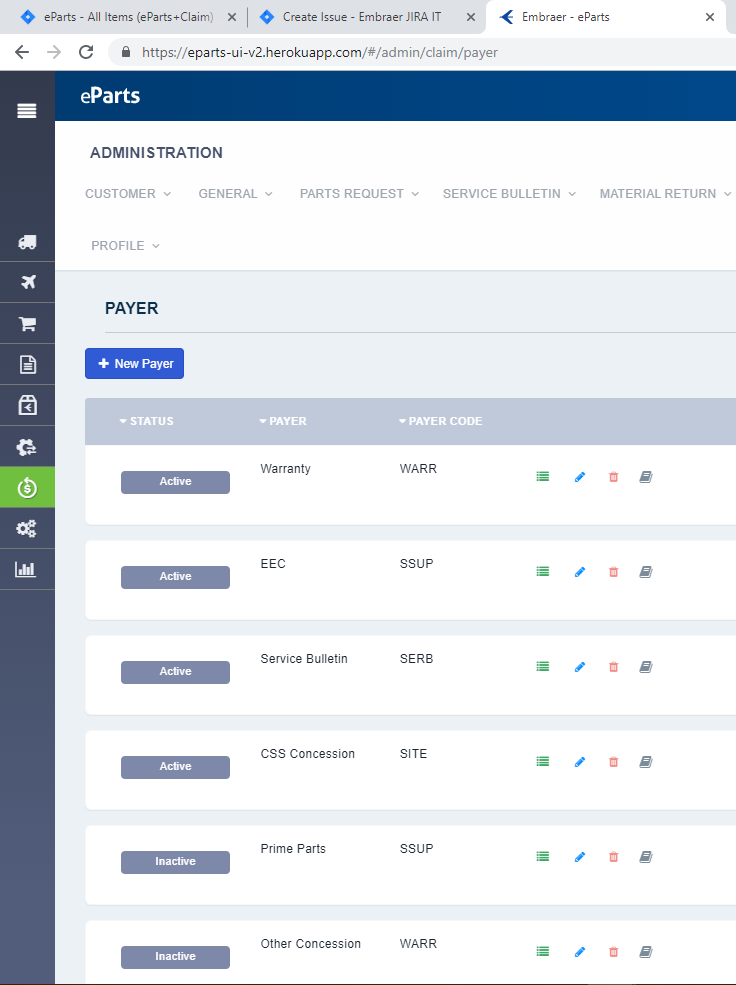 eParts - All Items (eParts+Claim)
Create Issue - Embraer JIRA IT
Embraer - eParts
https://eparts-ui-v2.herokuapp.com/#/admin/claim/payer
eParts
ADMINISTRATION
CUSTOMER GENERAL PARTS REQUEST SERVICE BULLETIN MATERIAL RETURN
PROFILE
PAYER
+ New Payer
STATUS PAYER PAYER CODE
Active Warranty WARR
Active EEC SSUP
Active Service Bulletin SERB
Active CSS Concession SITE
Inactive Prime Parts SSUP
Inactive Other Concession WARR